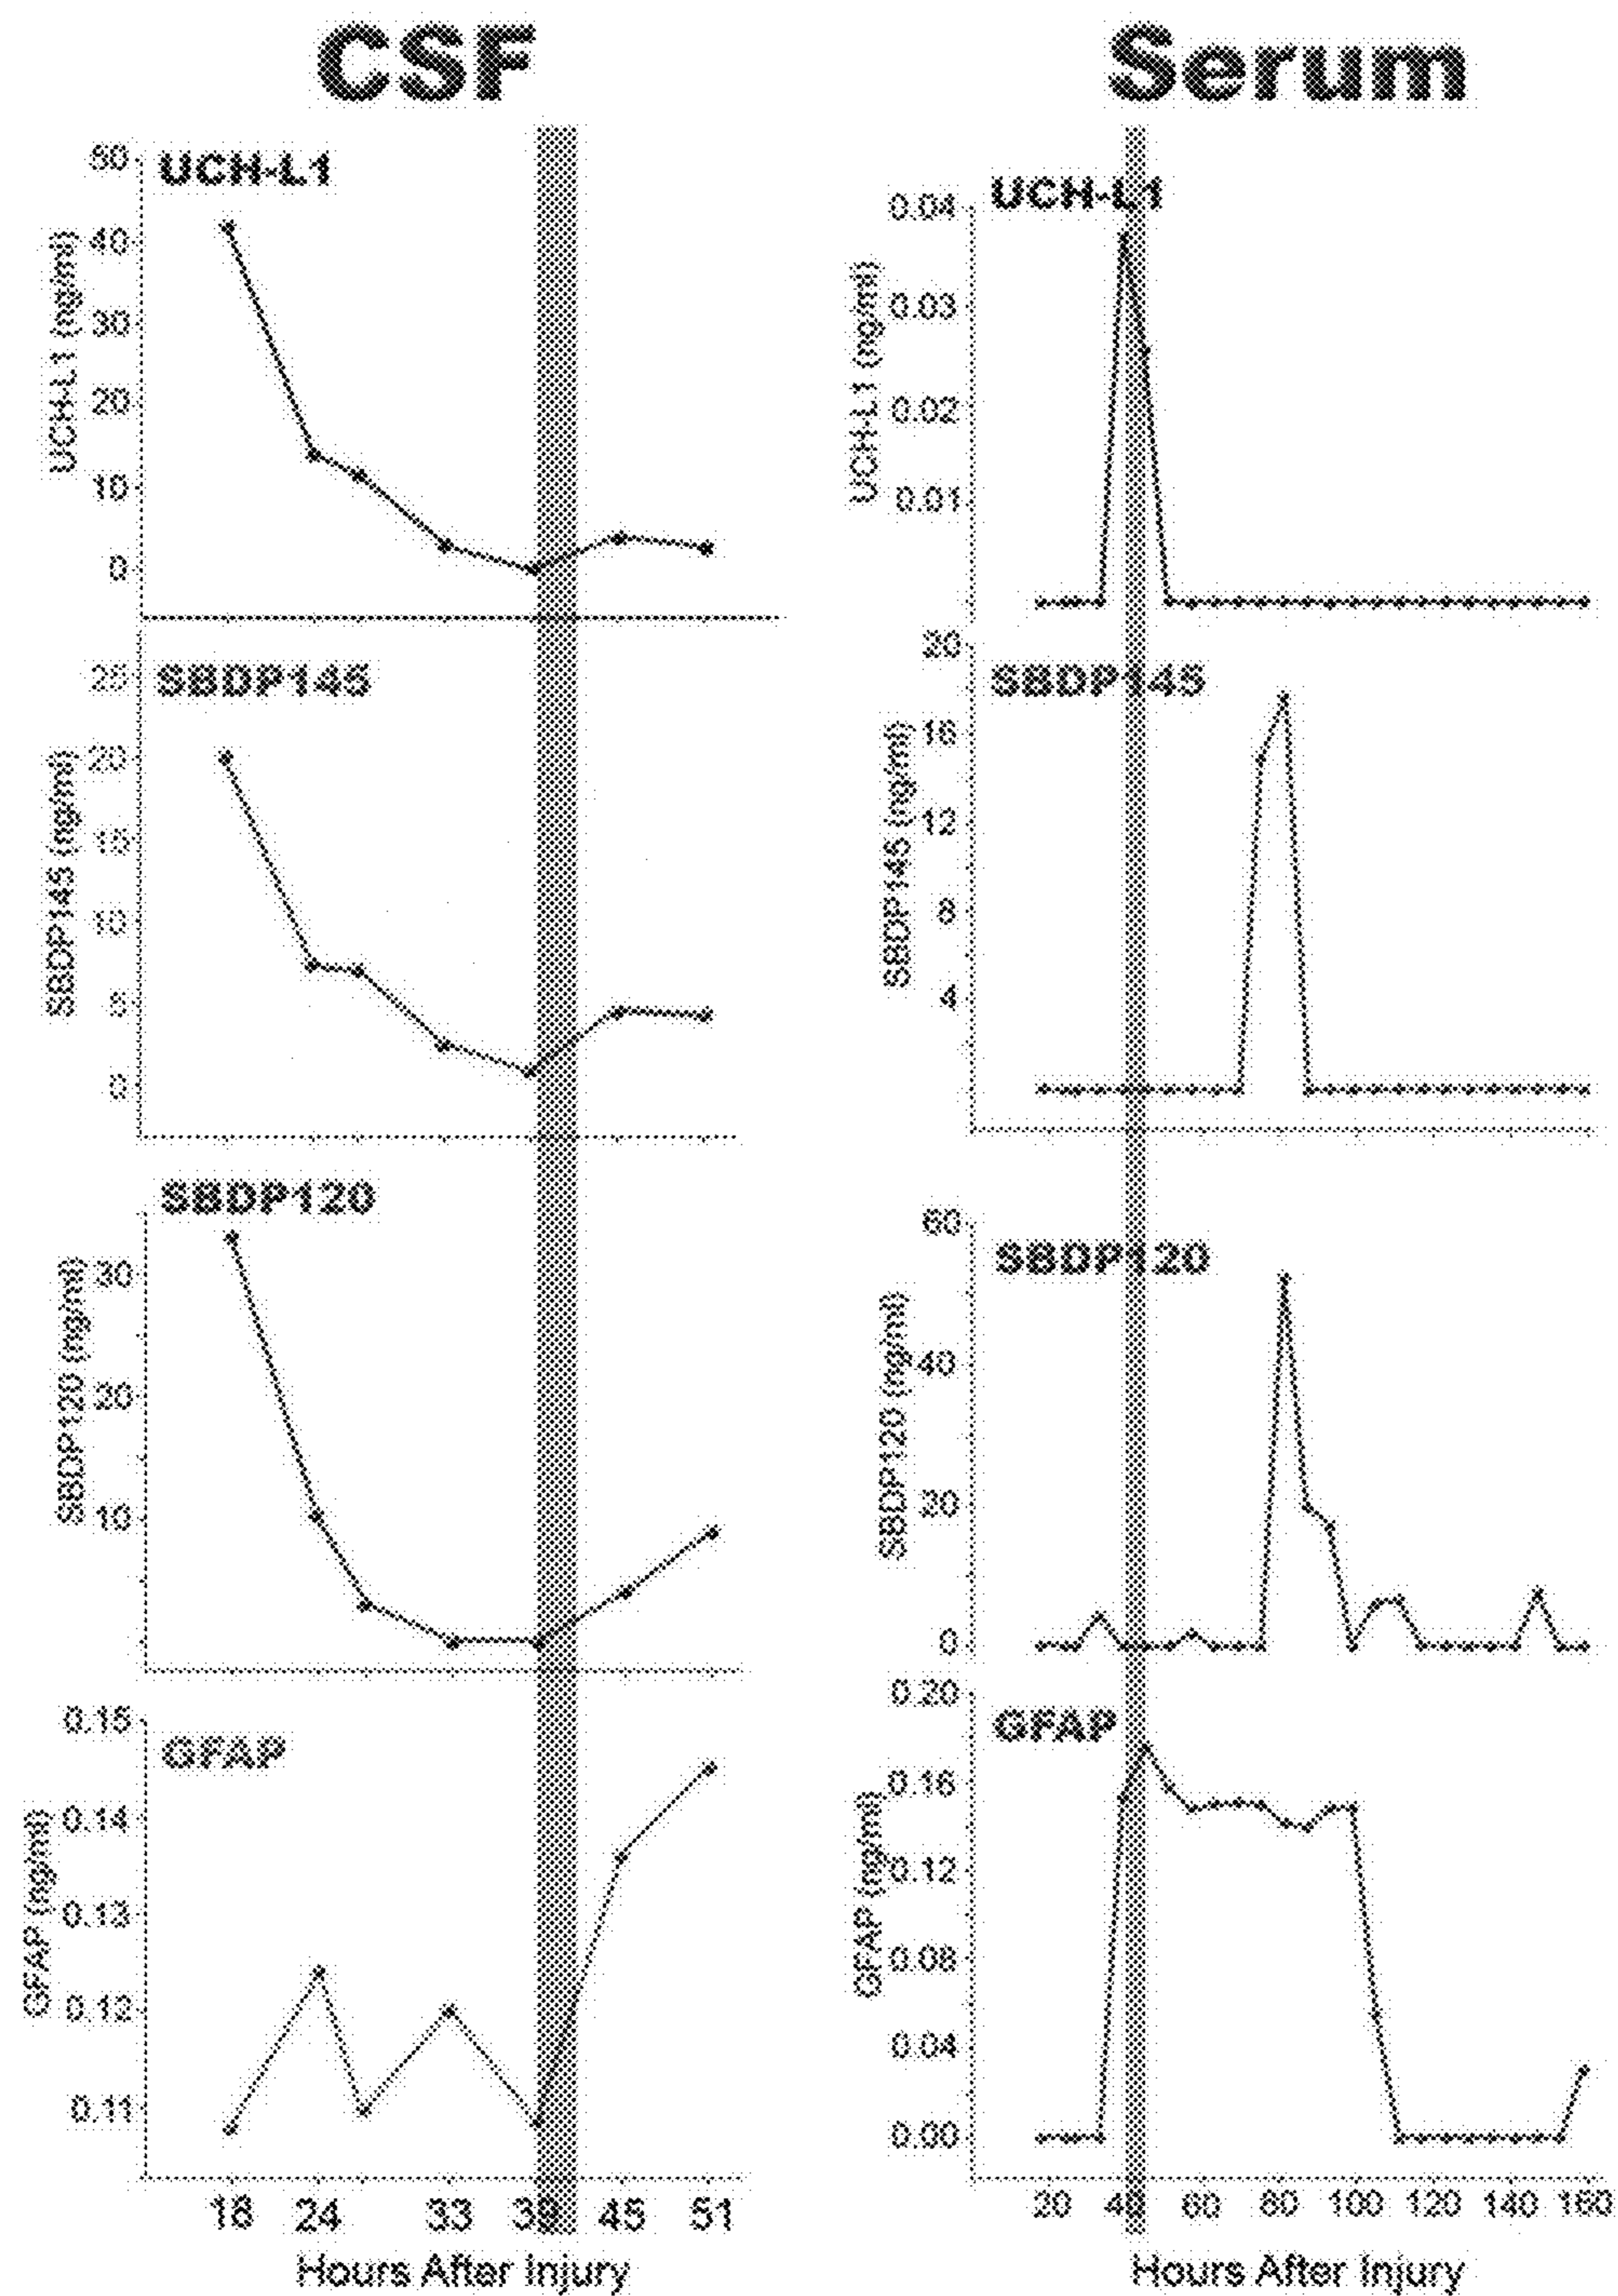 CSF
UCH-L1
UCH-L1 (ng/ml)
50
40
30
20
10
0
SBDP145
SBDP145 (ng/ml)
25
20
15
10
5
0
SBDP120
SBDP120 (ng/ml)
30
20
10
GFAP
GFAP (ng/ml)
0.15
0.14
0.13
0.12
0.11
18 24 33 39 45 51
Hours After Injury
Serum
UCH-L1
UCH-L1 (ng/ml)
0.04
0.03
0.02
0.01
SBDP145
SBDP145 (ng/ml)
20
16
12
8
4
SBDP120
SBDP120 (ng/ml)
60
40
20
0
GFAP
GFAP (ng/ml)
0.20
0.16
0.12
0.08
0.04
0.00
20 40 60 80 100 120 140 160
Hours After Injury